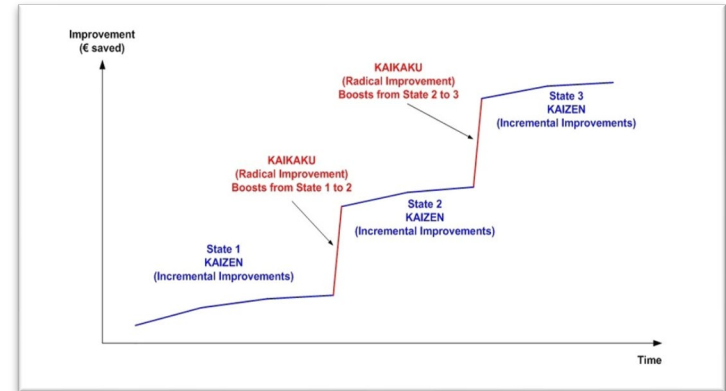 Improvement
(€ saved)
KAIKAKU
(Radical Improvement)
Boosts from State 2 to 3
State 3
KAIZEN
(Incremental Improvements)
KAIKAKU
(Radical Improvement)
Boosts from State 1 to 2
State 2
KAIZEN
(Incremental Improvements)
State 1
KAIZEN
(Incremental Improvements)
Time